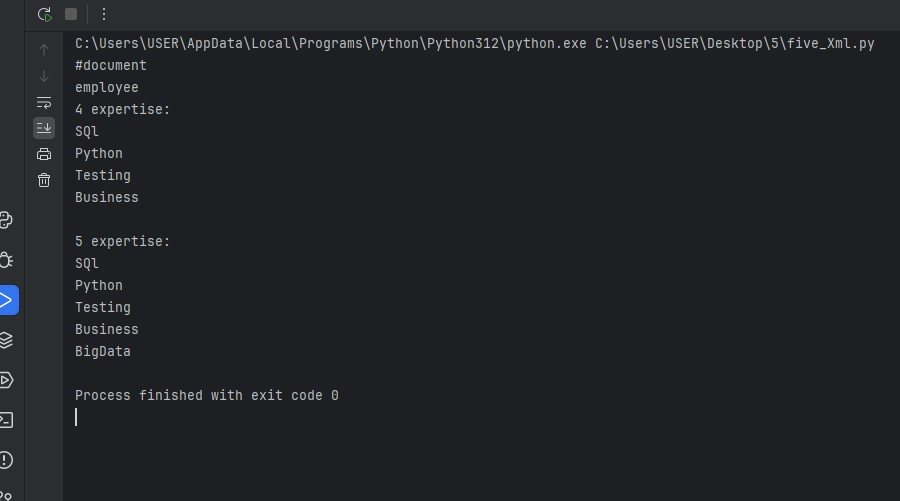 C:\Users\USER\AppData\Local\Programs\Python\Python312\python.exe C:\Users\USER\Desktop\5\five_Xml.py
#document
employee
4 expertise:
SQl
Python
Testing
Business
5 expertise:
SQl
Python
Testing
Business
BigData
Process finished with exit code 0